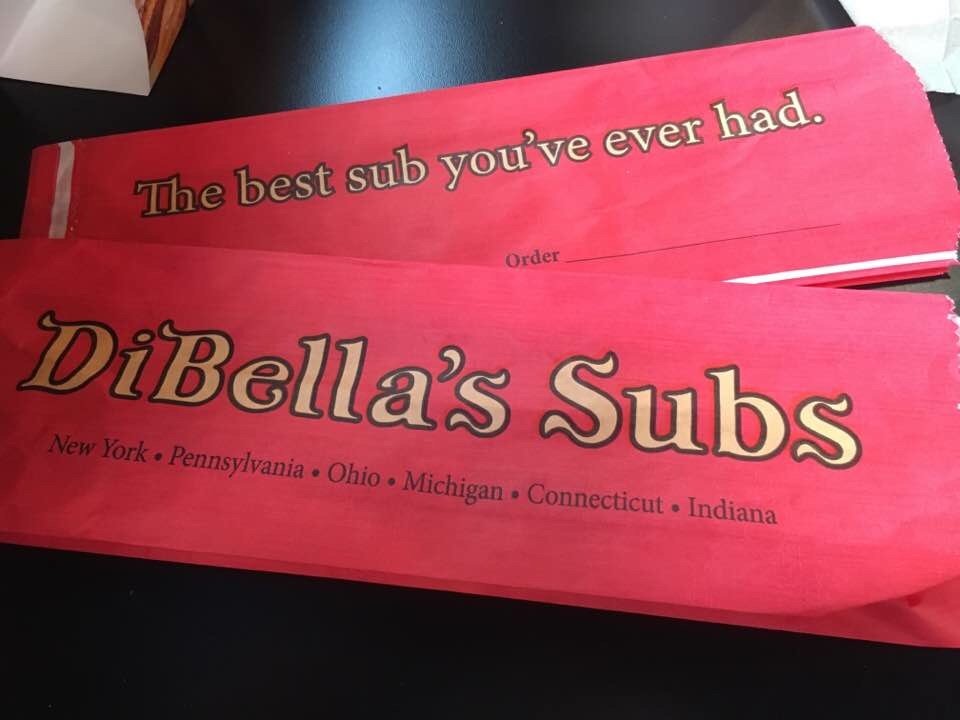 The best sub you've ever had.
Order
DiBella's Subs
New York • Pennsylvania • Ohio • Michigan • Connecticut • Indiana